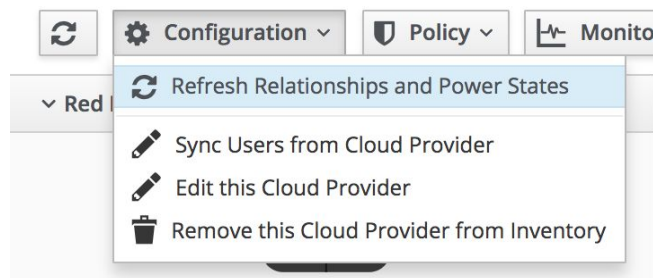 Configuration Policy Monito
Refresh Relationships and Power States
Red
Sync Users from Cloud Provider
Edit this Cloud Provider
Remove this Cloud Provider from Inventory